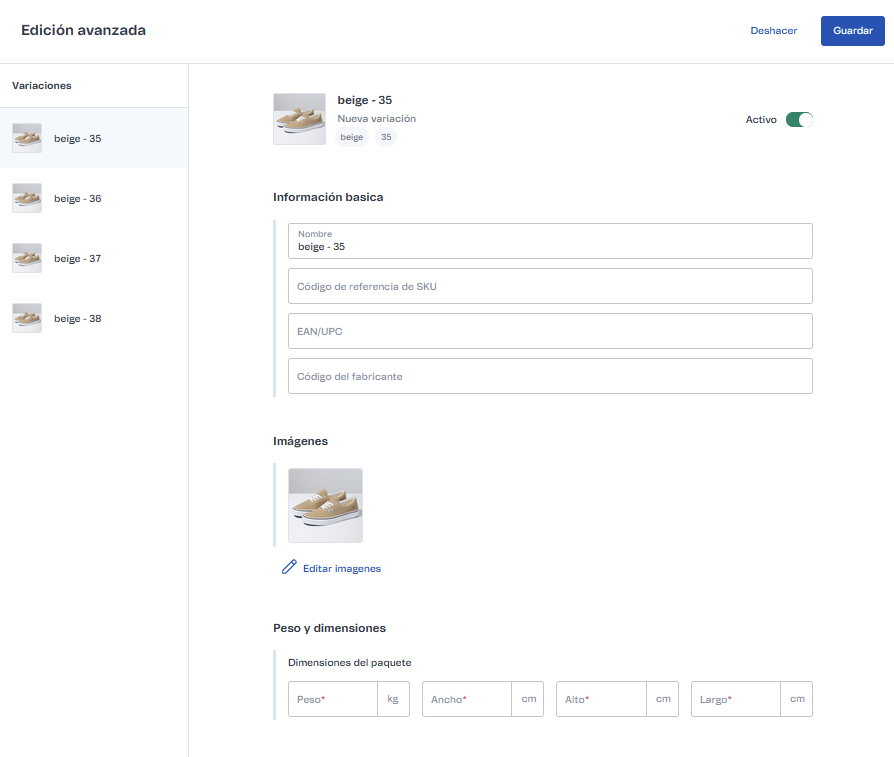 Edición avanzada
Deshacer
Guardar
Variaciones
beige - 35
beige - 36
beige - 37
beige - 38
beige - 35
Nueva variación
beige 35
Activo
Información basica
Nombre
beige - 35
Código de referencia de SKU
EAN/UPC
Código del fabricante
Imágenes
Editar imagenes
Peso y dimensiones
Dimensiones del paquete
Peso* kg Ancho* cm Alto* cm Largo* cm